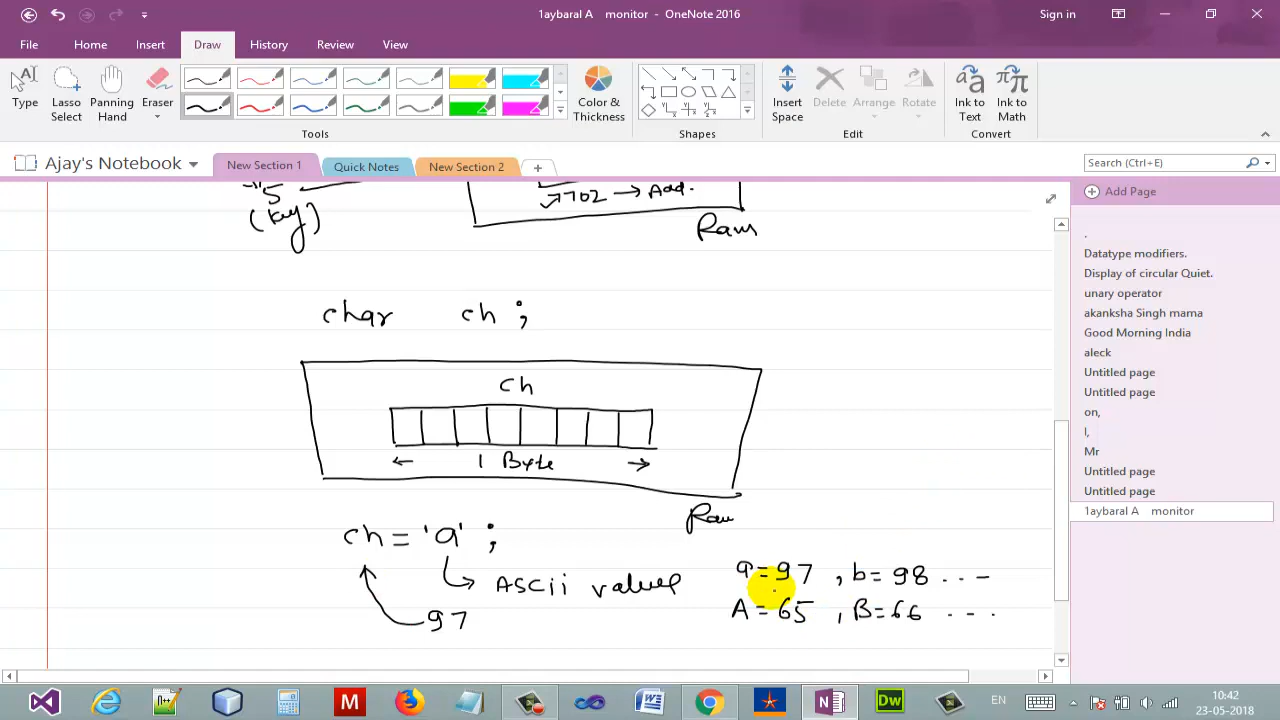 1aybaral A monitor - OneNote 2016
Sign in
File Home Insert Draw History Review View
Type
Lasso Select
Panning Hand
Eraser
Color & Thickness
Insert Space
Delete
Arrange
Rotate
Ink to Text
Ink to Math
Tools
Shapes
Edit
Convert
Ajay's Notebook
New Section 1
Quick Notes
New Section 2
Search (Ctrl+E)
Add Page
.
Datatype modifiers.
Display of circular Quiet.
unary operator
akanksha Singh mama
Good Morning India
aleck
Untitled page
Untitled page
on,
I,
Mr
Untitled page
Untitled page
1aybaral A monitor
5
702 → Add.
(key)
Ram
char ch ;
ch
← 1 Byte →
Ram
ch = 'a' ;
ASCii values
97
a=97 , b=98 ...
A=65 , B=66 ...
EN
10:42
23-05-2018